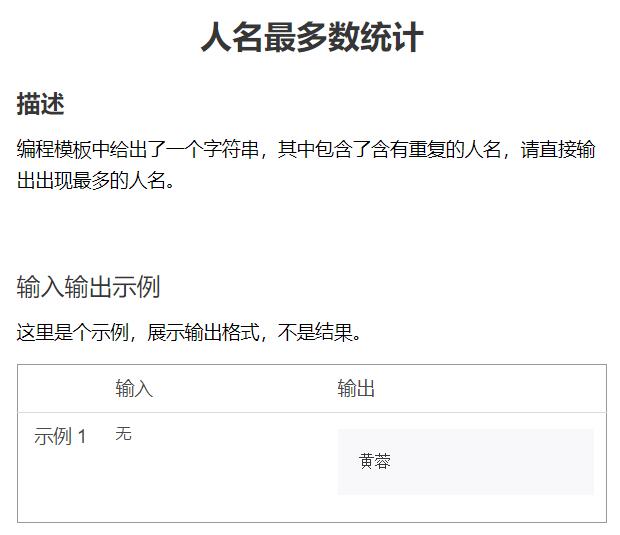 人名最多数统计
描述
编程模板中给出了一个字符串，其中包含了含有重复的人名，请直接输
出出现最多的人名。
输入输出示例
这里是个示例，展示输出格式，不是结果。
输入 输出
示例 1 无 黄蓉